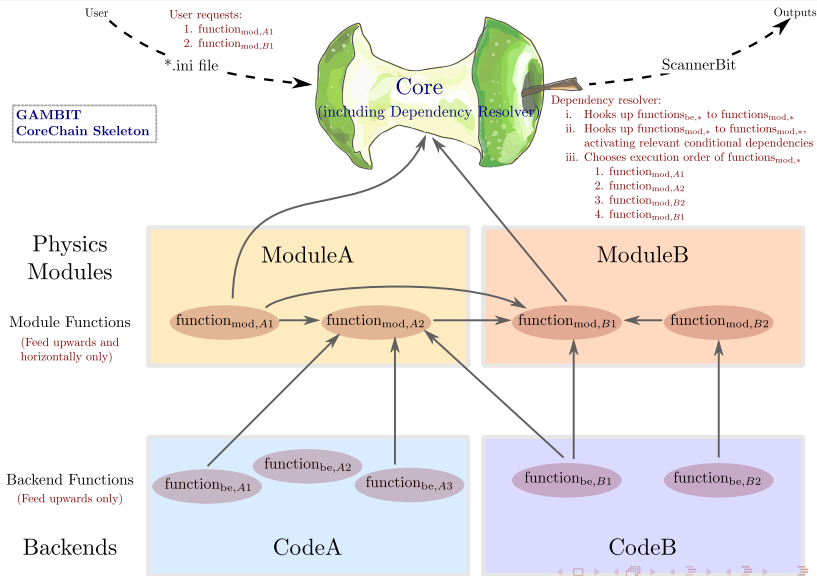 User
User requests:
1. function_mod,A1
2. function_mod,B1
Outputs
*.ini file
ScannerBit
Core
(including Dependency Resolver)
GAMBIT
CoreChain Skeleton
Dependency resolver:
i. Hooks up functions_be,* to functions_mod,*
ii. Hooks up functions_mod,* to functions_mod,*,
activating relevant conditional dependencies
iii. Chooses execution order of functions_mod,*
1. function_mod,A1
2. function_mod,A2
3. function_mod,B2
4. function_mod,B1
Physics
Modules
ModuleA
ModuleB
Module Functions
(Feed upwards and
horizontally only)
function_mod,A1
function_mod,A2
function_mod,B1
function_mod,B2
Backend Functions
(Feed upwards only)
function_be,A1
function_be,A2
function_be,A3
function_be,B1
function_be,B2
Backends
CodeA
CodeB